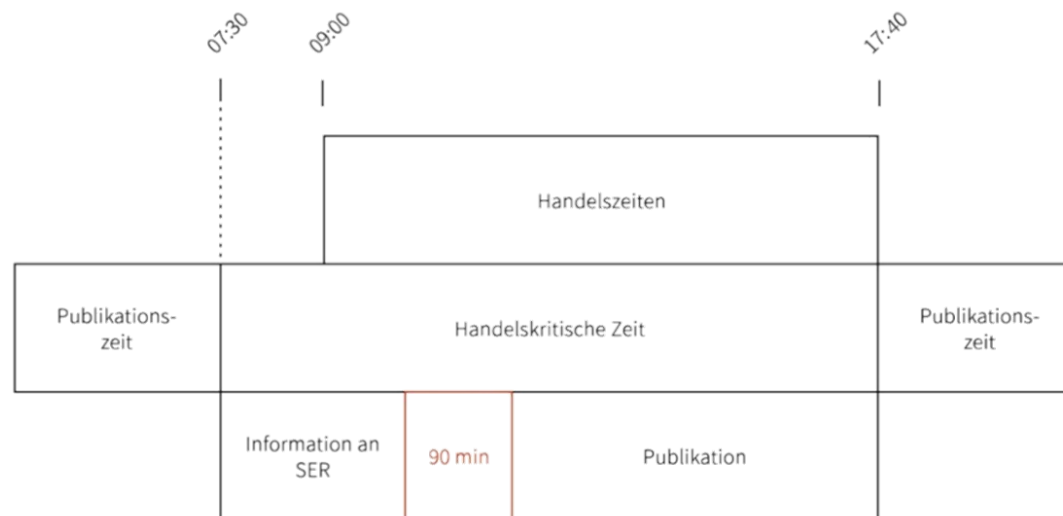 07:30
09:00
17:40
Handelszeiten
Publikations-
zeit
Handelskritische Zeit
Publikations-
zeit
Information an
SER
90 min
Publikation